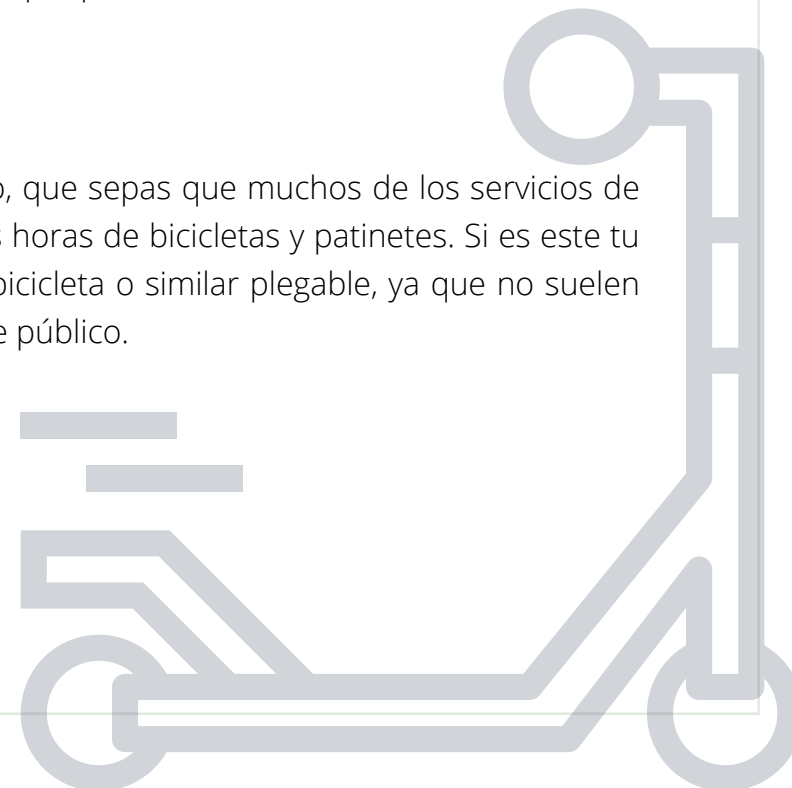 que sepas que muchos de los servicios de
horas de bicicletas y patinetes. Si es este tu
bicicleta o similar plegable, ya que no suelen
público.